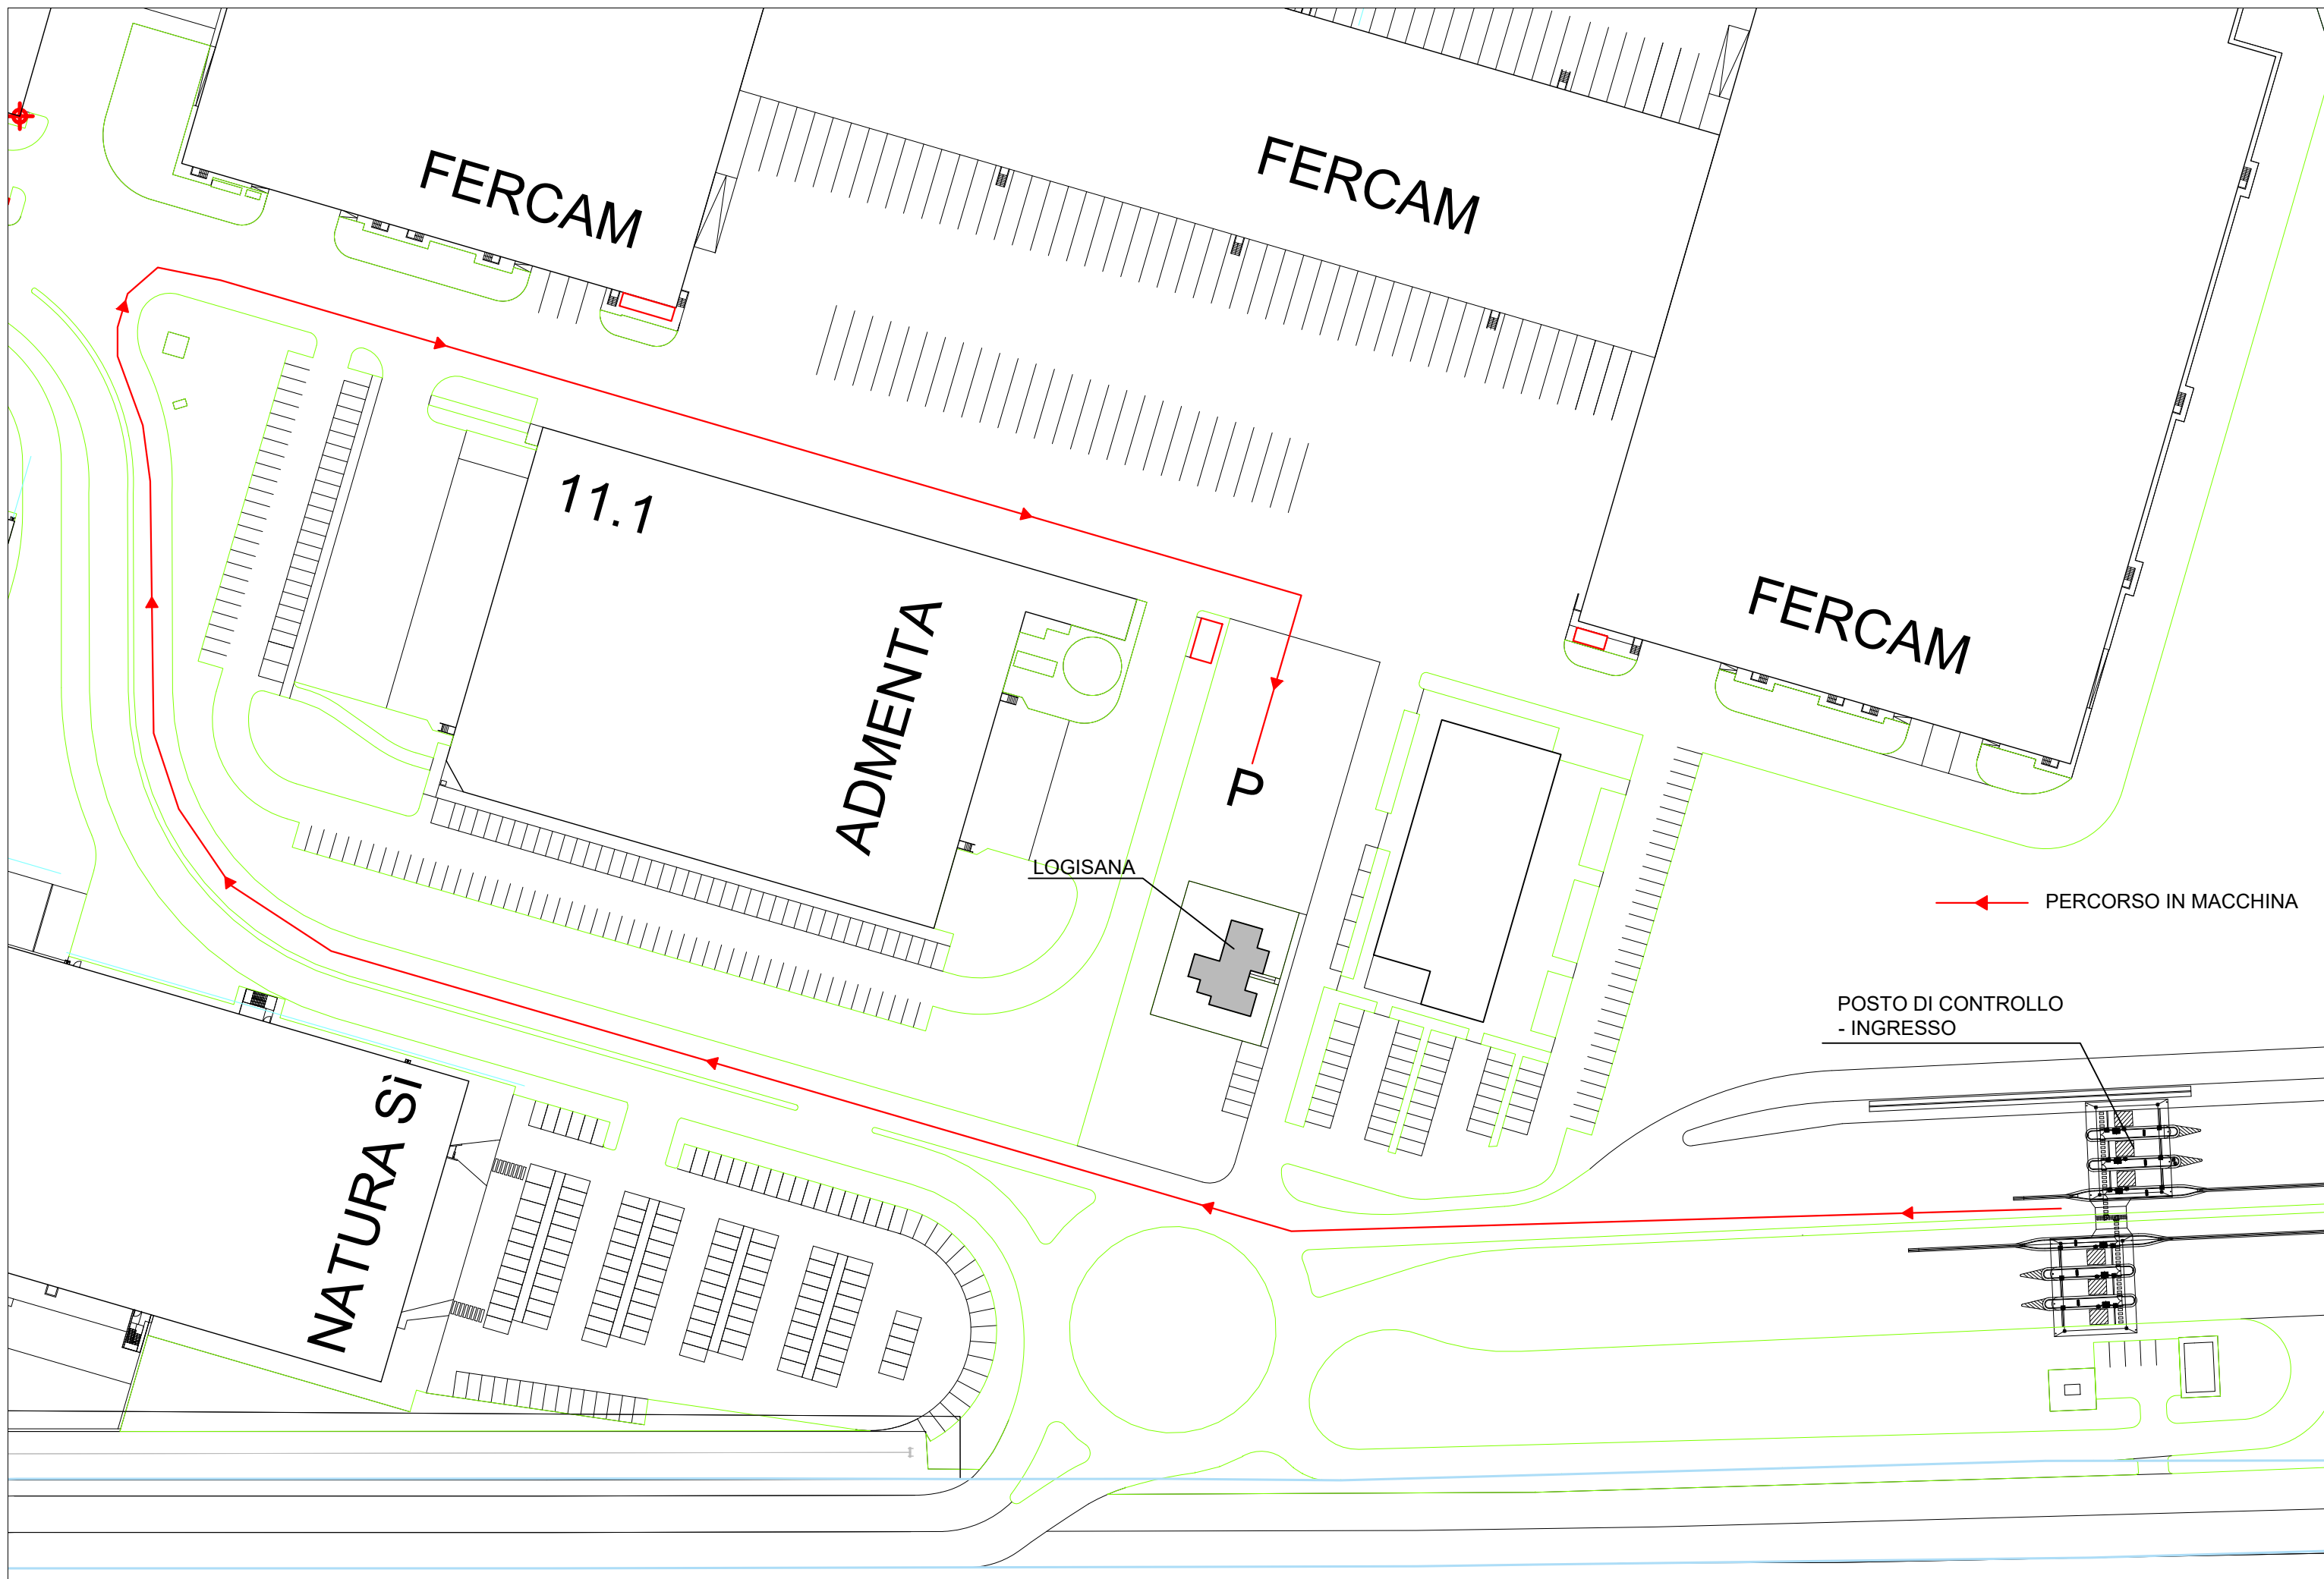 FERCAM
FERCAM
11.1
ADMENTA
FERCAM
P
LOGISANA
PERCORSO IN MACCHINA
POSTO DI CONTROLLO
- INGRESSO
NATURA Sì